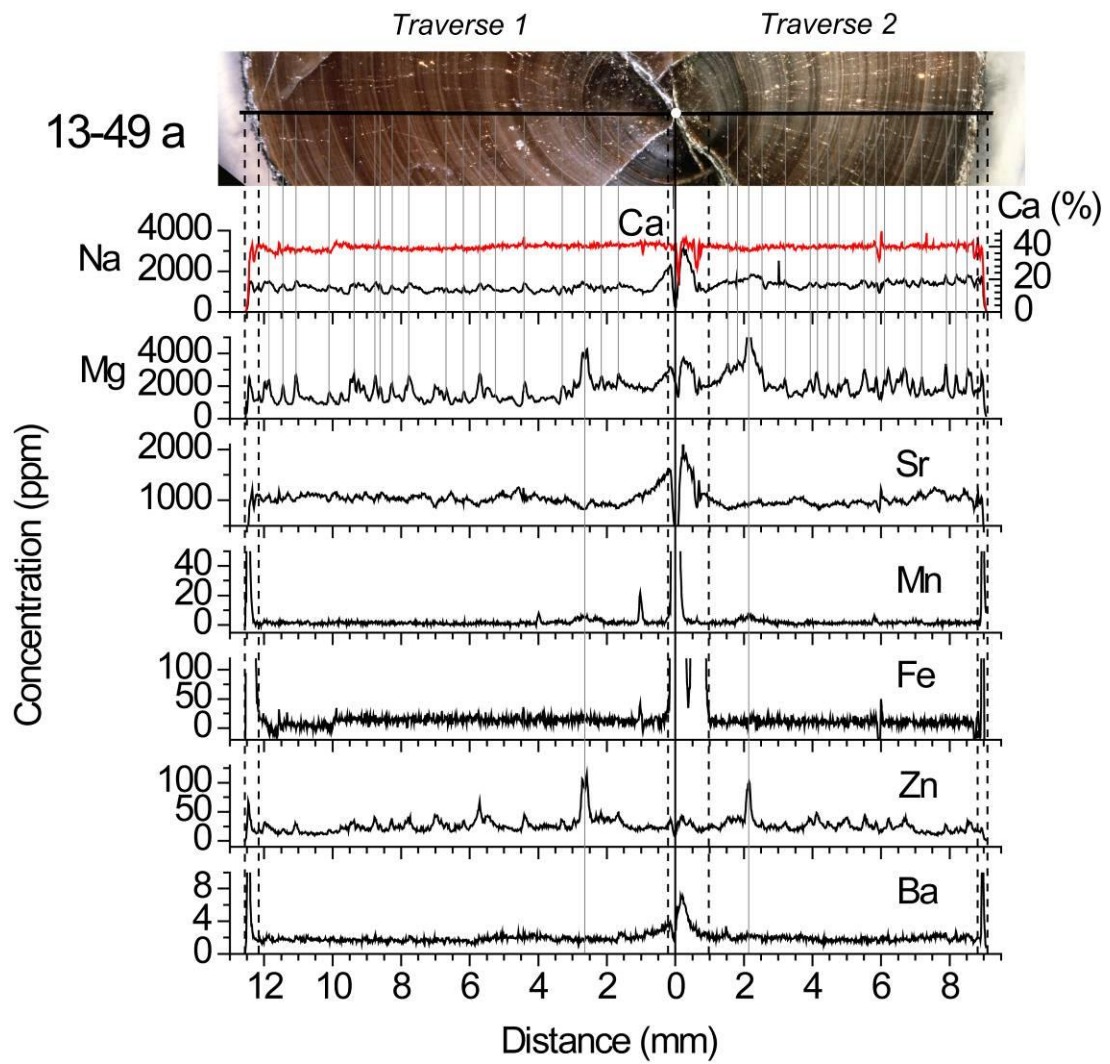 Traverse 1 Traverse 2
13-49 a
Ca Ca (%)
Na 4000 2000 0 40 20 0
Mg 4000 2000 0
2000 1000 Sr
40 20 0 Mn
100 50 0 Fe
100 50 0 Zn
8 4 0 Ba
Concentration (ppm)
12 10 8 6 4 2 0 2 4 6 8
Distance (mm)